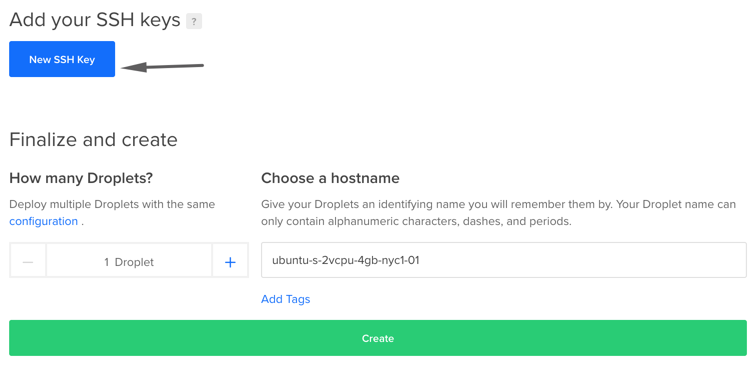 Add your SSH keys ?
New SSH Key
Finalize and create
How many Droplets?
Deploy multiple Droplets with the same
configuration .
1 Droplet
Choose a hostname
Give your Droplets an identifying name you will remember them by. Your Droplet name can
only contain alphanumeric characters, dashes, and periods.
ubuntu-s-2vcpu-4gb-nyc1-01
Add Tags
Create